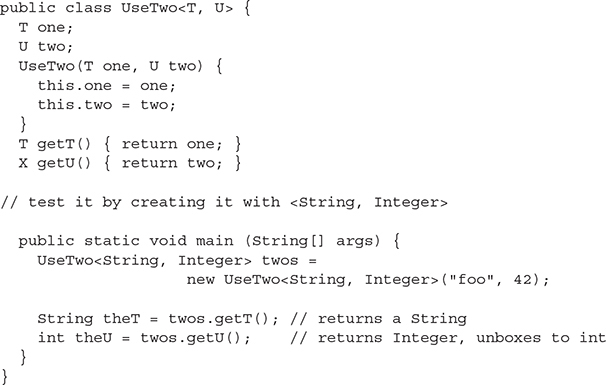 public class UseTwo<T, U> {
  T one;
  U two;
  UseTwo(T one, U two) {
    this.one = one;
    this.two = two;
  }
  T getT() { return one; }
  X getU() { return two; }

// test it by creating it with <String, Integer>

  public static void main (String[] args) {
    UseTwo<String, Integer> twos =
                 new UseTwo<String, Integer>("foo", 42);

    String theT = twos.getT(); // returns a String
    int theU = twos.getU();    // returns Integer, unboxes to int
  }
}